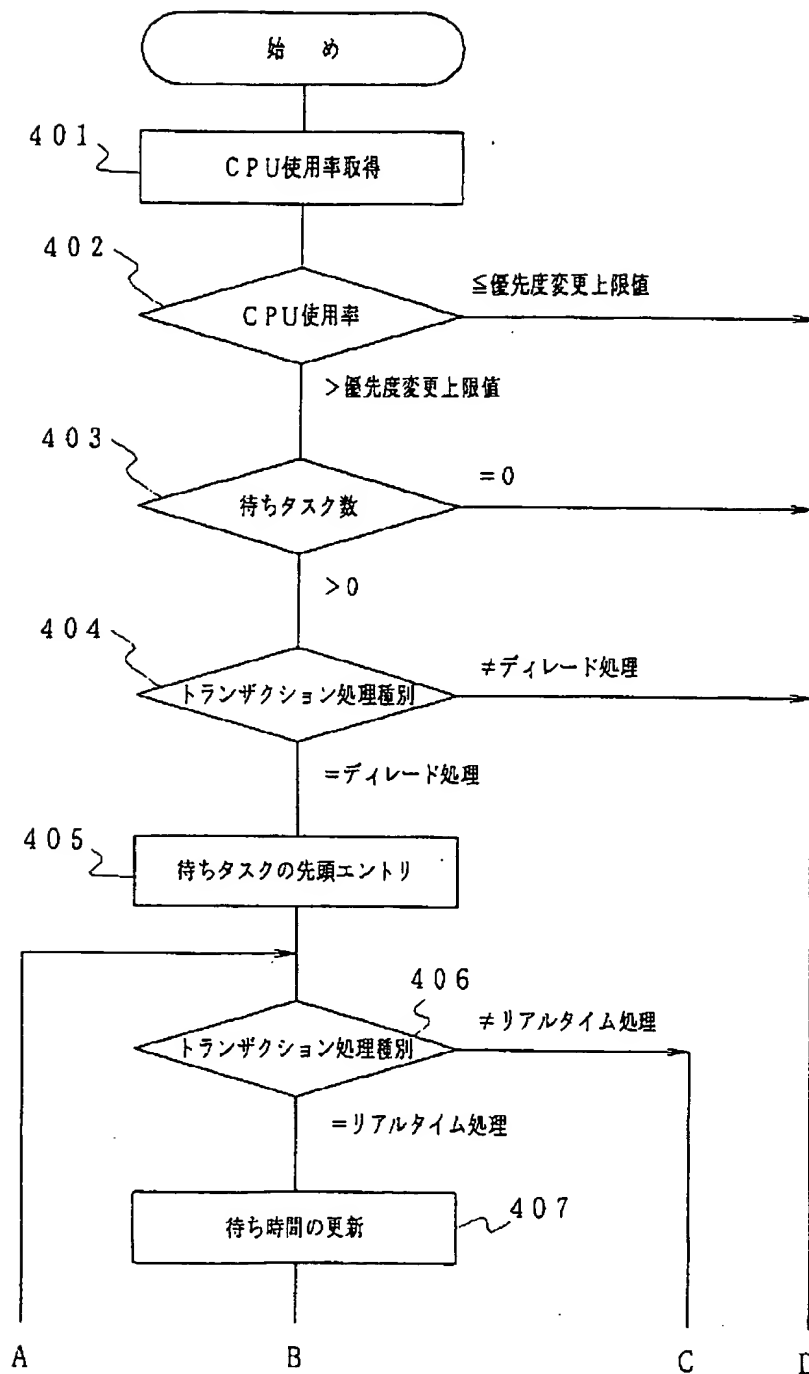 始 め
401
CPU使用率取得
402
CPU使用率
≦優先度変更上限値
>優先度変更上限値
403
待ちタスク数
=0
>0
404
トランザクション処理種別
≠ディレード処理
=ディレード処理
405
待ちタスクの先頭エントリ
406
トランザクション処理種別
≠リアルタイム処理
=リアルタイム処理
待ち時間の更新
407
A B C D